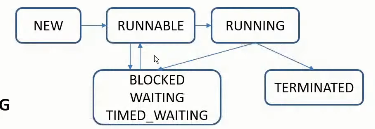 NEW
RUNNABLE
RUNNING
BLOCKED
WAITING
TIMED_WAITING
TERMINATED
G